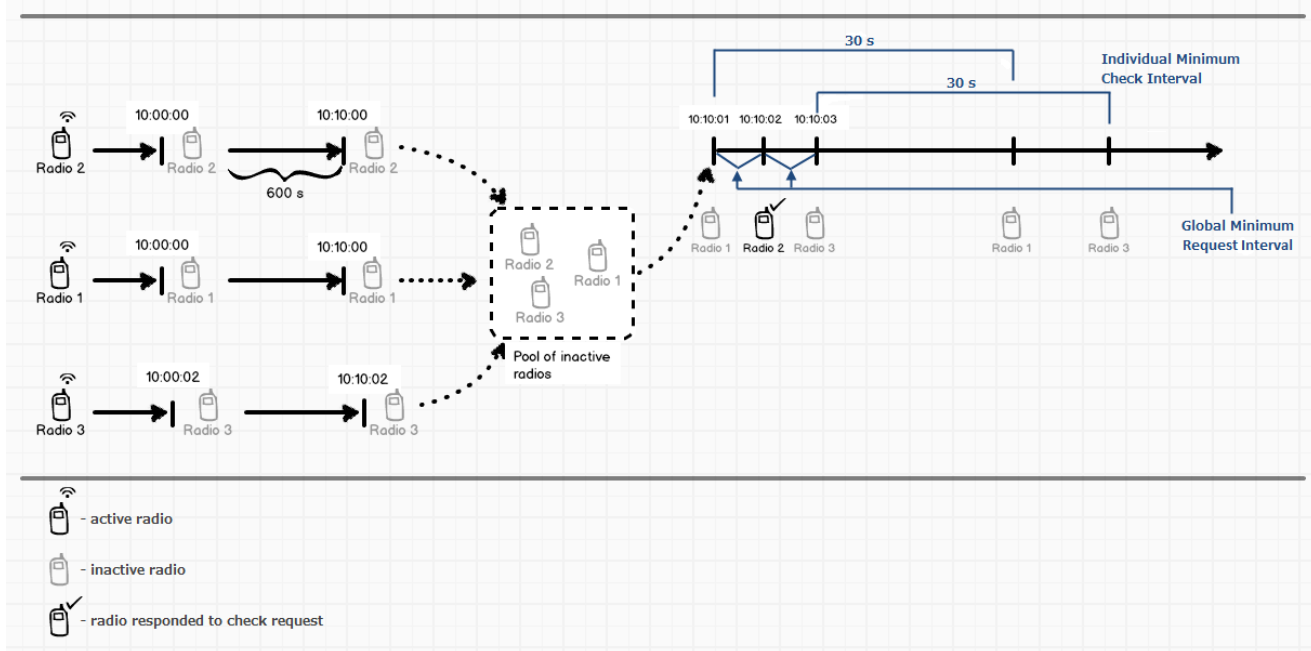 30 s
Individual Minimum
Check Interval
30 s
10:00:00
10:10:00
10:10:01
10:10:02
10:10:03
Radio 2
Radio 2
Radio 2
600 s
Radio 1
Radio 2
Radio 3
Radio 1
Radio 3
Global Minimum
Request Interval
10:00:00
10:10:00
Radio 2
Radio 1
Radio 3
Radio 1
Radio 1
Radio 1
Pool of inactive
radios
10:00:02
10:10:02
Radio 3
Radio 3
Radio 3
- active radio
- inactive radio
- radio responded to check request